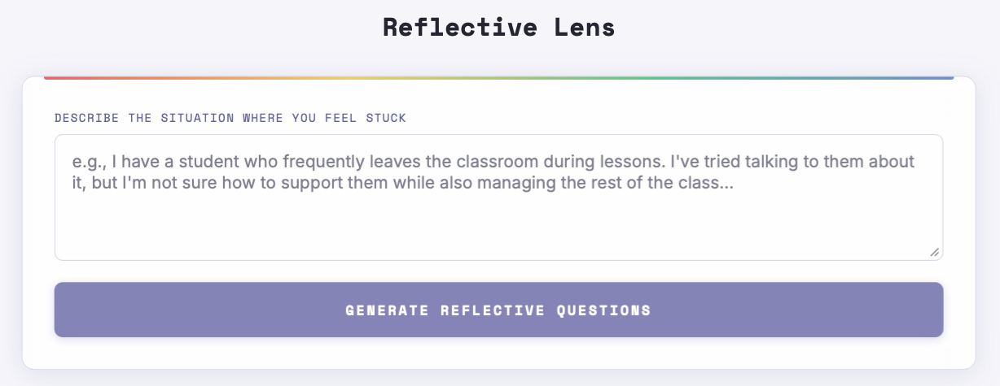 Reflective Lens
DESCRIBE THE SITUATION WHERE YOU FEEL STUCK
e.g., I have a student who frequently leaves the classroom during lessons. I've tried talking to them about
it, but I'm not sure how to support them while also managing the rest of the class...
GENERATE REFLECTIVE QUESTIONS